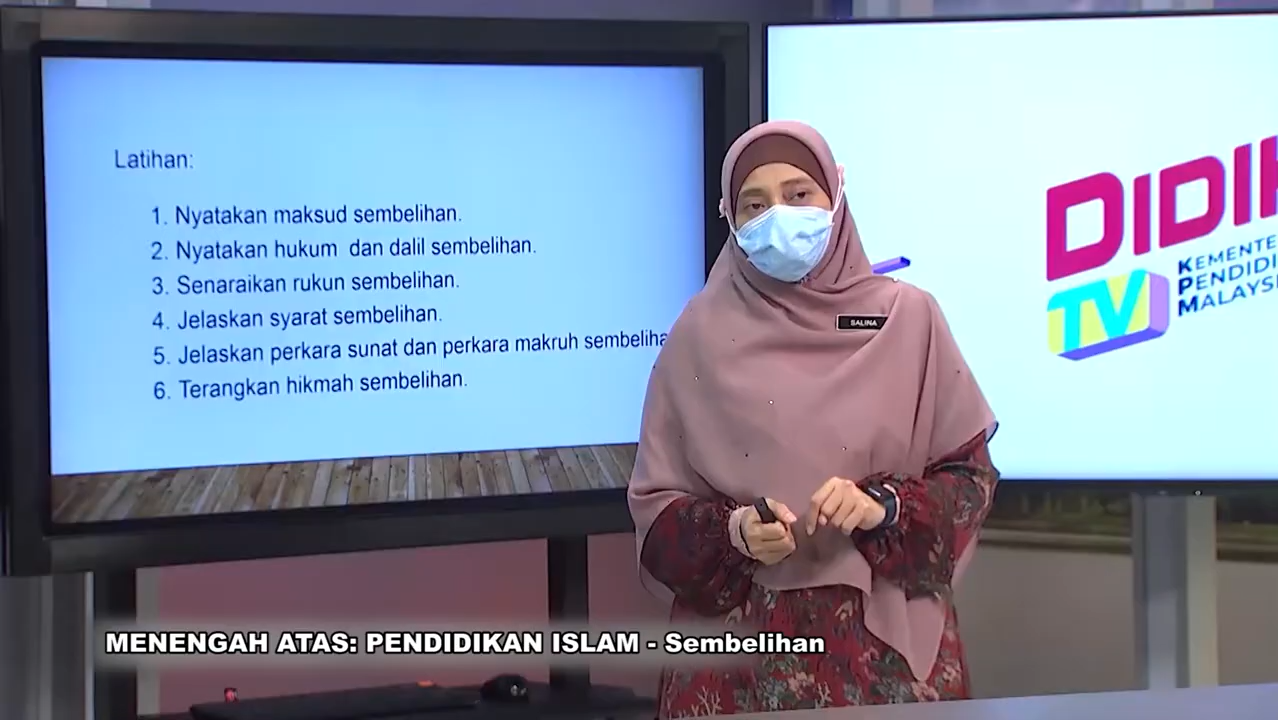 Latihan:
1. Nyatakan maksud sembelihan.
2. Nyatakan hukum dan dalil sembelihan.
3. Senaraikan rukun sembelihan.
4. Jelaskan syarat sembelihan.
5. Jelaskan perkara sunat dan perkara makruh sembeliha
6. Terangkan hikmah sembelihan.
SALINA
DIDIK
TV
KEMENTE
PENDIDI
MALAYS
MENENGAH ATAS: PENDIDIKAN ISLAM - Sembelihan